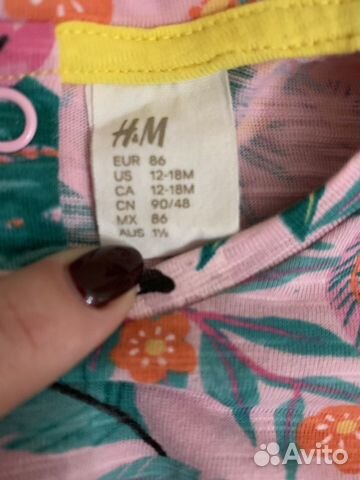 H&M
EUR 86
US 12-18M
CA 12-18M
CN 90/48
MX 86
AUS 1½
Avito